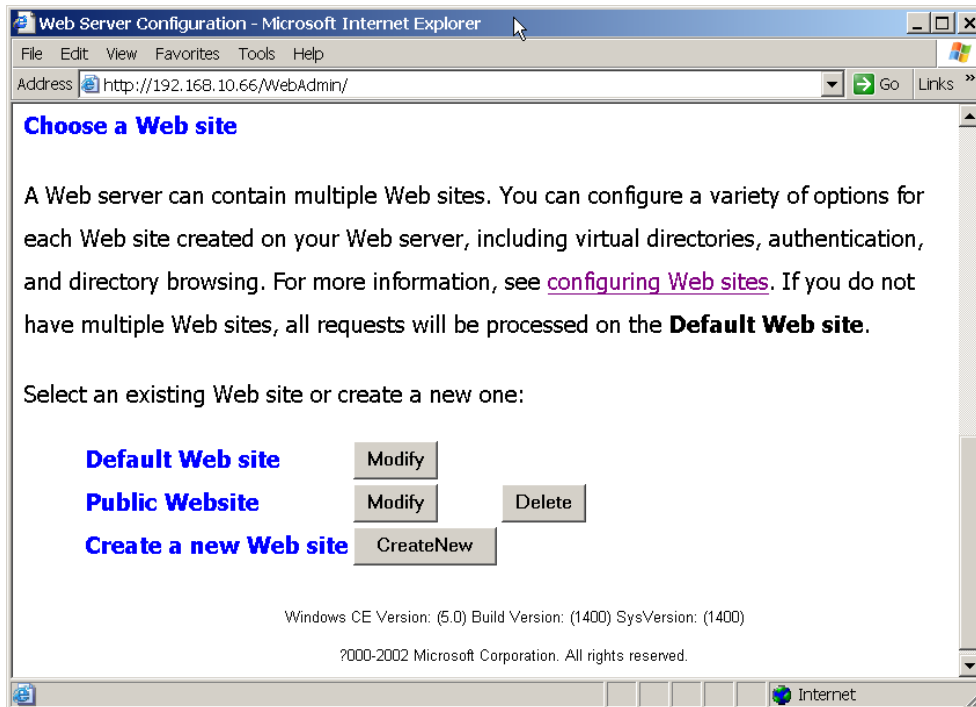 Web Server Configuration - Microsoft Internet Explorer
File Edit View Favorites Tools Help
Address http://192.168.10.66/WebAdmin/ Go Links »
Choose a Web site
A Web server can contain multiple Web sites. You can configure a variety of options for
each Web site created on your Web server, including virtual directories, authentication,
and directory browsing. For more information, see configuring Web sites. If you do not
have multiple Web sites, all requests will be processed on the Default Web site.
Select an existing Web site or create a new one:
Default Web site Modify
Public Website Modify Delete
Create a new Web site CreateNew
Windows CE Version: (5.0) Build Version: (1400) SysVersion: (1400)
?000-2002 Microsoft Corporation. All rights reserved.
Internet